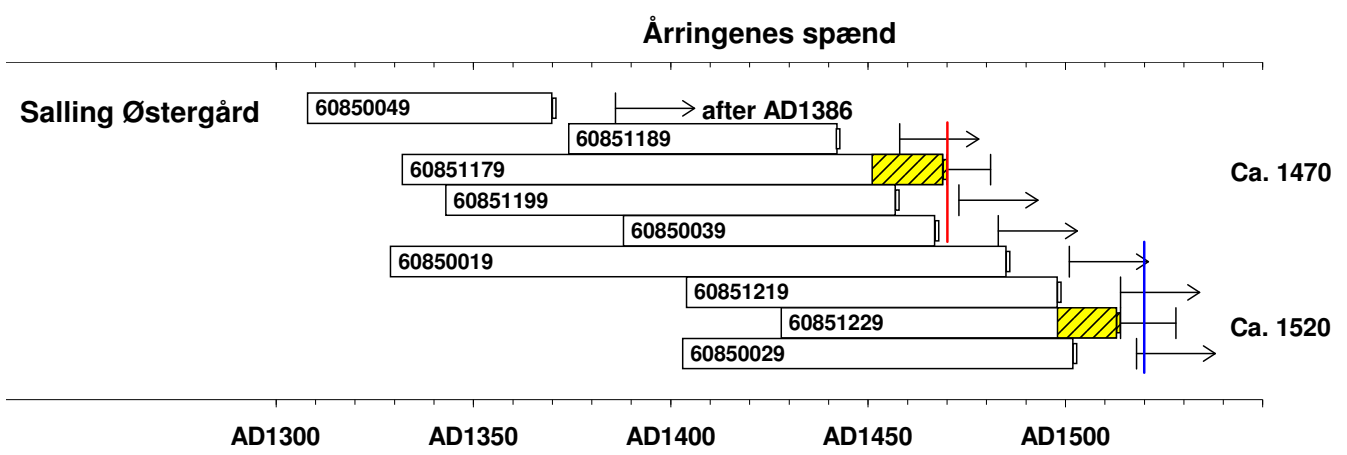 Årringenes spænd
Salling Østergård
60850049
after AD1386
60851189
60851179
Ca. 1470
60851199
60850039
60850019
60851219
60851229
Ca. 1520
60850029
AD1300 AD1350 AD1400 AD1450 AD1500